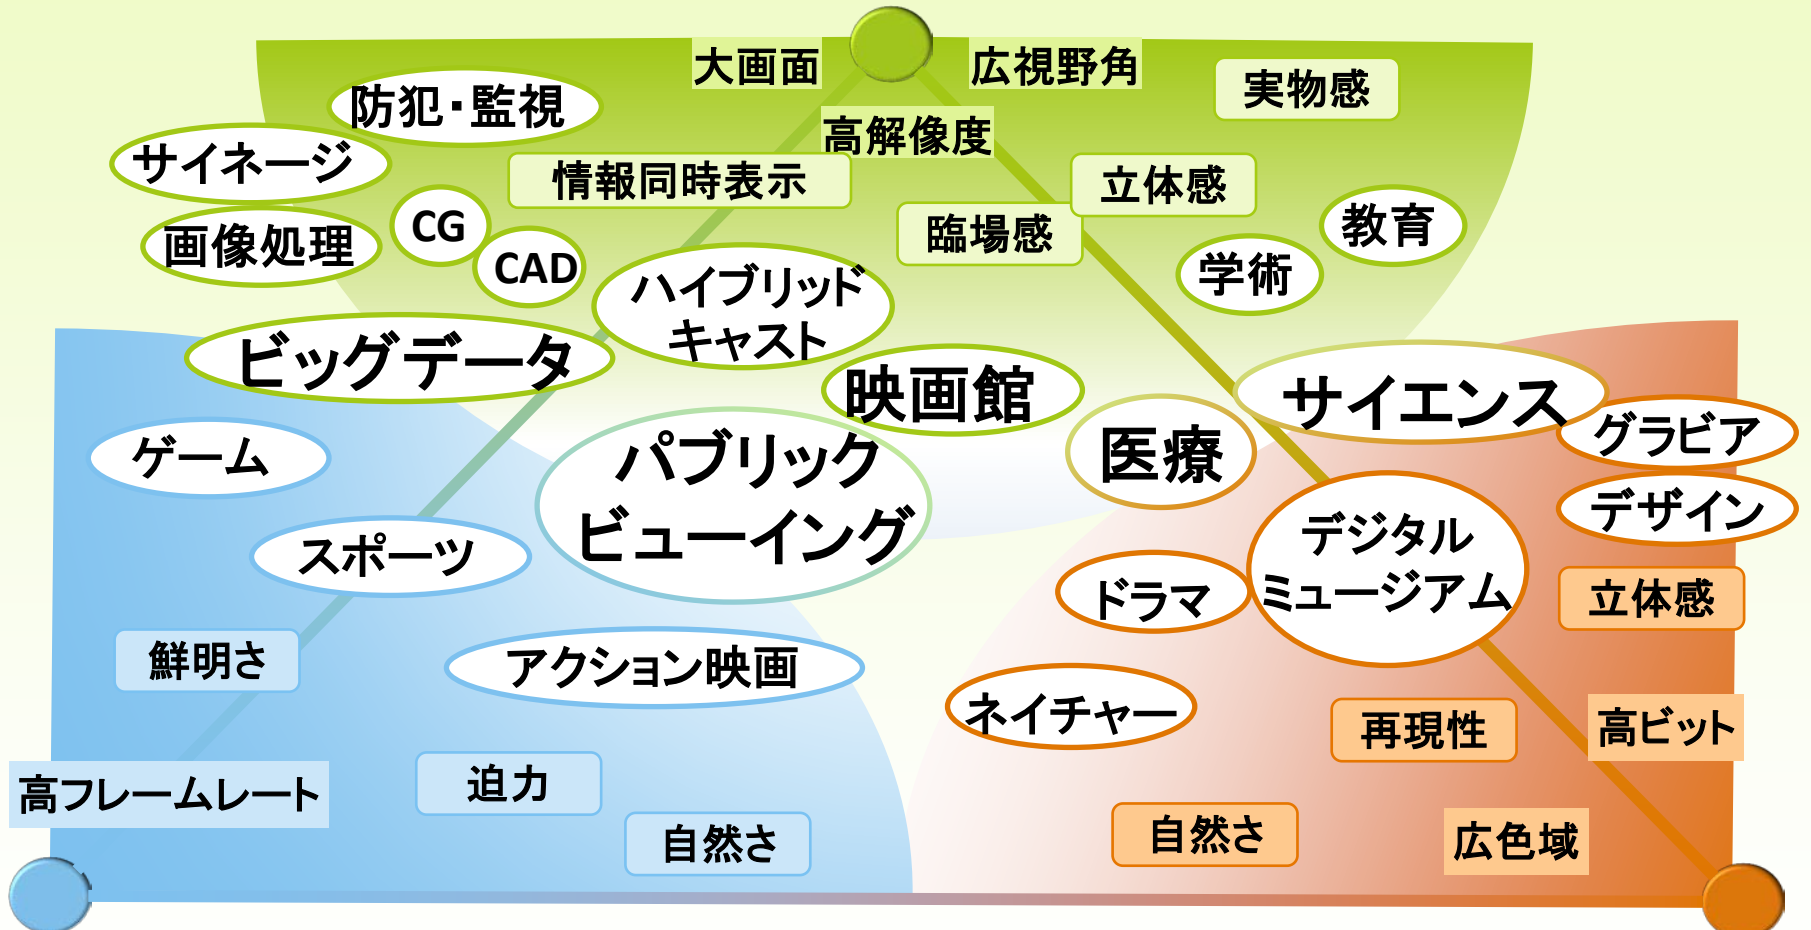 大画面
広視野角
実物感
防犯・監視
高解像度
サイネージ
情報同時表示
立体感
CG
教育
画像処理
臨場感
CAD
学術
ハイブリッド
キャスト
ビッグデータ
映画館
サイエンス
グラビア
ゲーム
パブリック
ビューイング
医療
デザイン
スポーツ
デジタル
ミュージアム
ドラマ
立体感
鮮明さ
アクション映画
ネイチャー
再現性
高ビット
高フレームレート
迫力
自然さ
自然さ
広色域